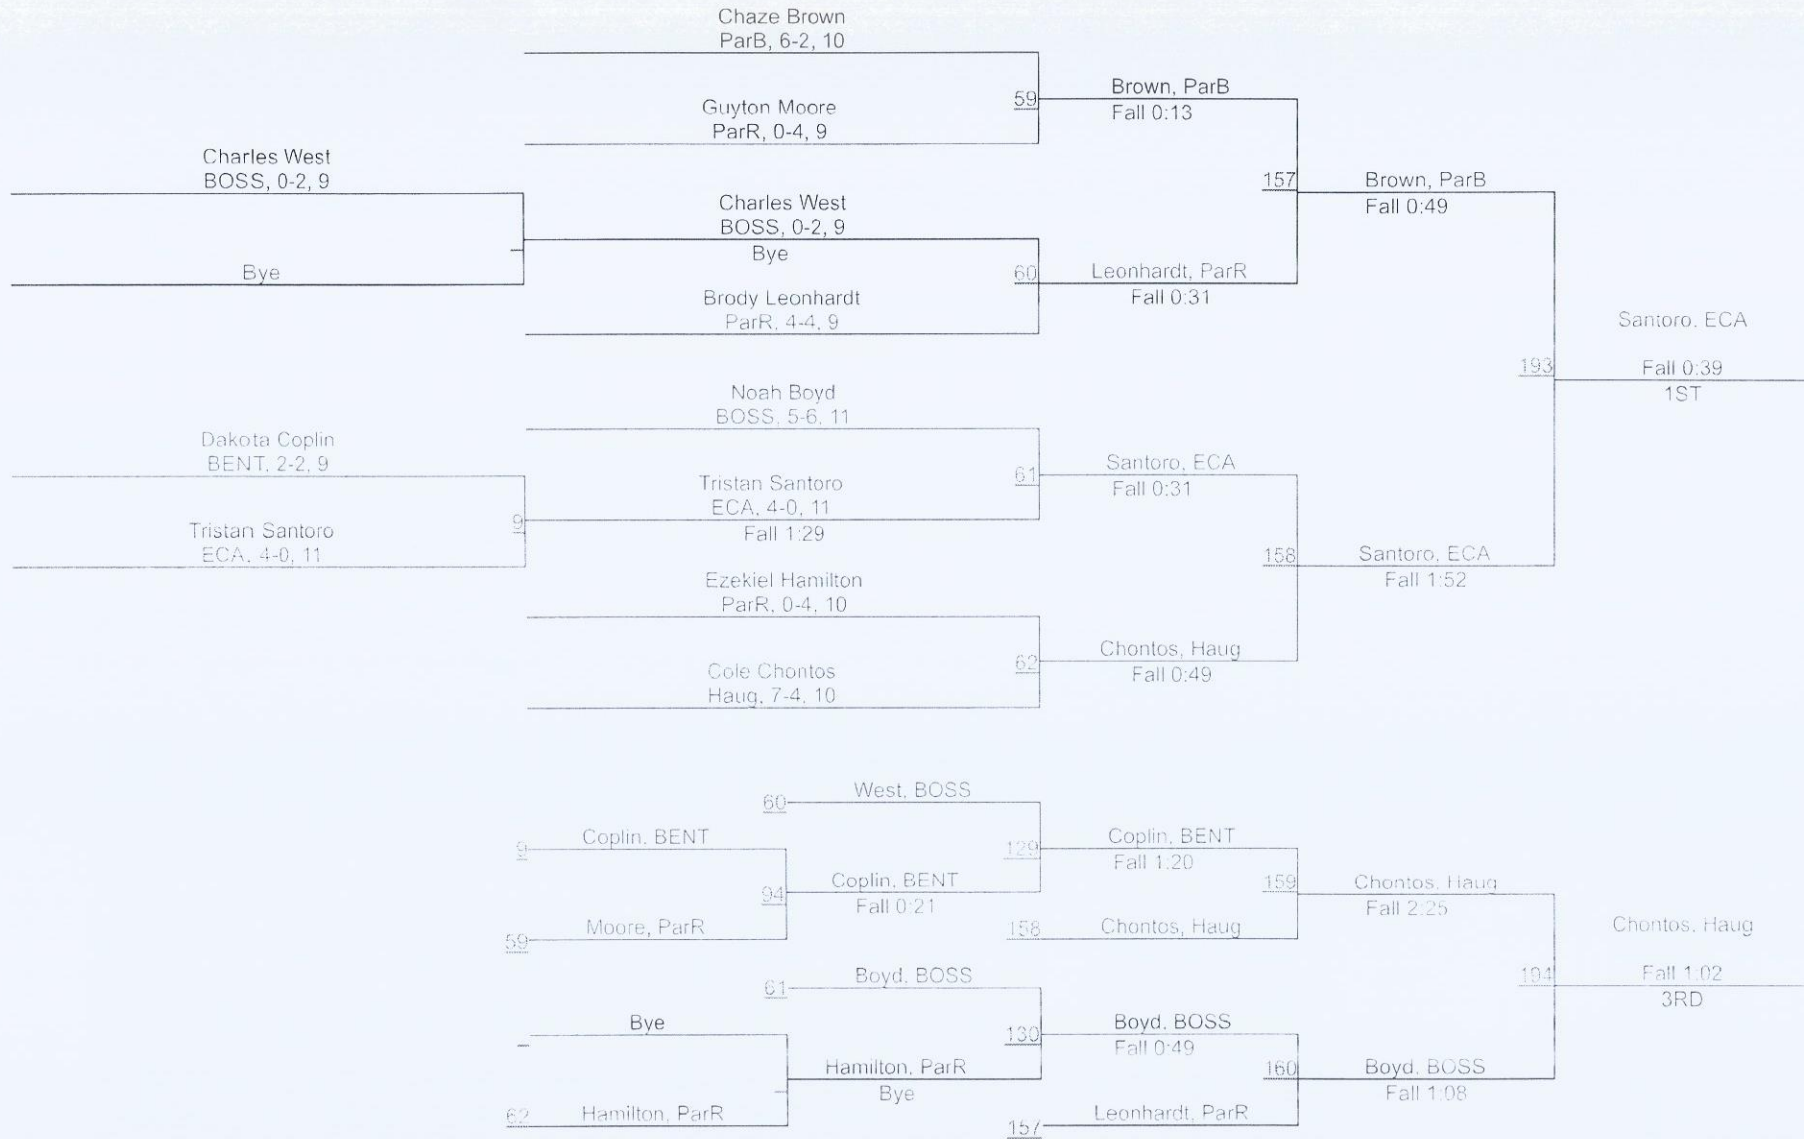 Chaze Brown
ParB, 6-2, 10
59
Brown, ParB
Fall 0:13
Guyton Moore
ParR, 0-4, 9
Charles West
BOSS, 0-2, 9
157
Brown, ParB
Fall 0:49
Charles West
BOSS, 0-2, 9
Bye
Bye
60
Leonhardt, ParR
Fall 0:31
Brody Leonhardt
ParR, 4-4, 9
Santoro, ECA
193
Fall 0:39
1ST
Noah Boyd
BOSS, 5-6, 11
Dakota Coplin
BENT, 2-2, 9
61
Santoro, ECA
Fall 0:31
Tristan Santoro
ECA, 4-0, 11
Fall 1:29
9
Tristan Santoro
ECA, 4-0, 11
158
Santoro, ECA
Fall 1:52
Ezekiel Hamilton
ParR, 0-4, 10
62
Chontos, Haug
Fall 0:49
Cole Chontos
Haug, 7-4, 10
60
West, BOSS
9
Coplin, BENT
129
Coplin, BENT
Fall 1:20
94
Coplin, BENT
Fall 0:21
159
Chontos, Haug
Fall 2:25
59
Moore, ParR
158
Chontos, Haug
Chontos, Haug
194
Fall 1:02
3RD
61
Boyd, BOSS
Bye
130
Boyd, BOSS
Fall 0:49
Hamilton, ParR
Bye
160
Boyd, BOSS
Fall 1:08
62
Hamilton, ParR
157
Leonhardt, ParR